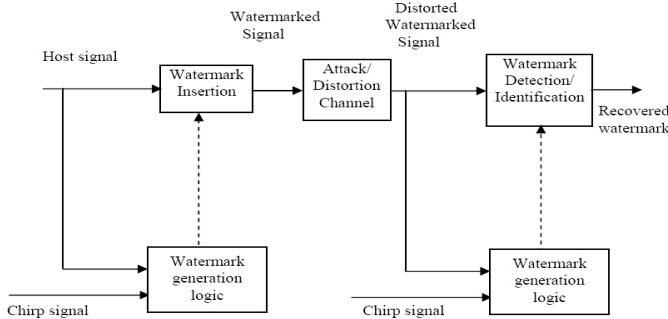 Watermarked
Signal
Distorted
Watermarked
Signal
Host signal
Watermark
Insertion
Attack/
Distortion
Channel
Watermark
Detection/
Identification
Recovered
watermark
Watermark
generation
logic
Chirp signal
Watermark
generation
logic
Chirp signal